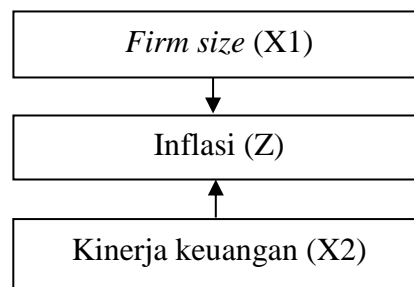 Firm size (X1)
Inflasi (Z)
Kinerja keuangan (X2)